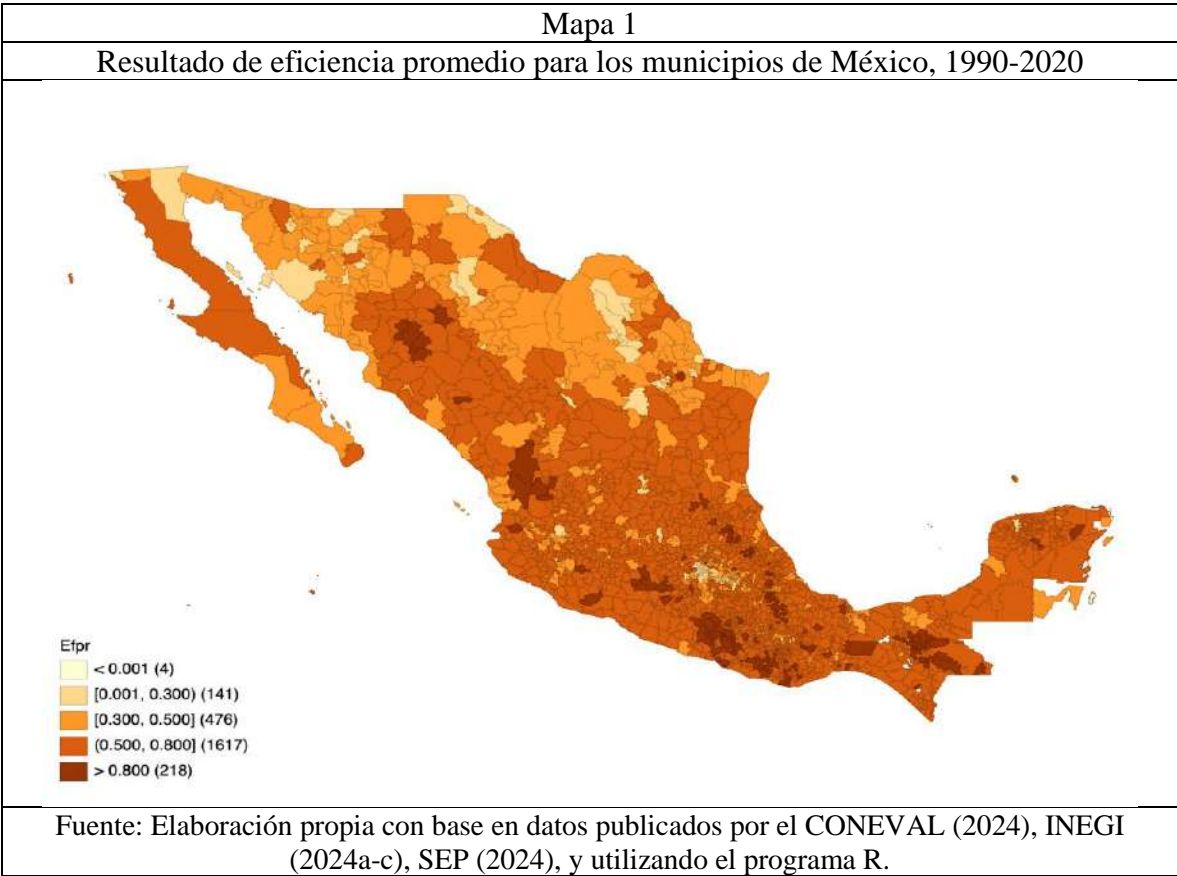 Mapa 1
Resultado de eficiencia promedio para los municipios de México, 1990-2020
Efpr
< 0.001 (4)
[0.001, 0.300) (141)
[0.300, 0.500] (476)
(0.500, 0.800] (1617)
> 0.800 (218)
Fuente: Elaboración propia con base en datos publicados por el CONEVAL (2024), INEGI
(2024a-c), SEP (2024), y utilizando el programa R.